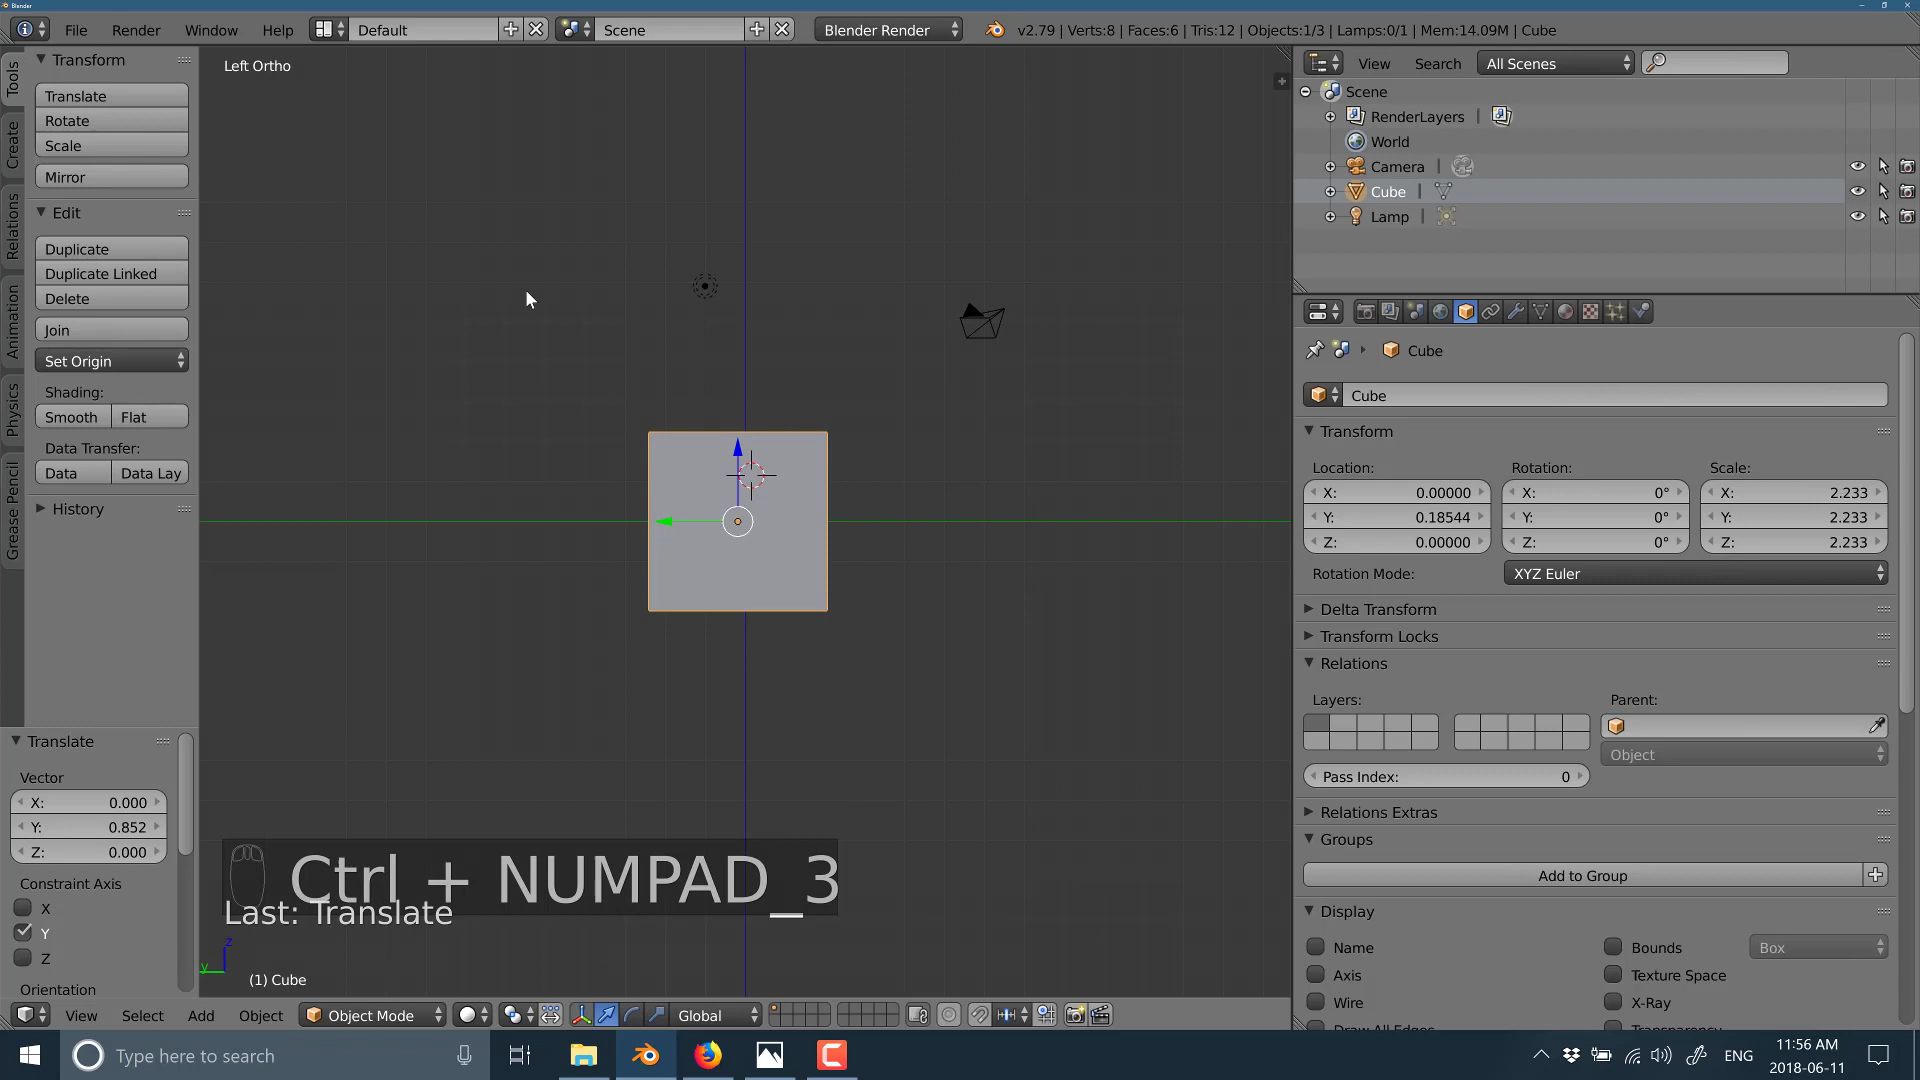 Blender
File Render Window Help Default Scene Blender Render v2.79 | Verts:8 | Faces:6 | Tris:12 | Objects:1/3 | Lamps:0/1 | Mem:14.09M | Cube
Tools
Create
Relations
Animation
Physics
Grease Pencil
Transform
Translate
Rotate
Scale
Mirror
Edit
Duplicate
Duplicate Linked
Delete
Join
Set Origin
Shading:
Smooth Flat
Data Transfer:
Data Data Lay
History
Translate
Vector
X: 0.000
Y: 0.852
Z: 0.000
Constraint Axis
X
Y
Z
Orientation
Left Ortho
Ctrl + NUMPAD_3
Last: Translate
z
y
(1) Cube
View Select Add Object Object Mode Global
View Search All Scenes
Scene
RenderLayers
World
Camera
Cube
Lamp
Cube
Cube
Transform
Location: Rotation: Scale:
X: 0.00000 X: 0° X: 2.233
Y: 0.18544 Y: 0° Y: 2.233
Z: 0.00000 Z: 0° Z: 2.233
Rotation Mode: XYZ Euler
Delta Transform
Transform Locks
Relations
Layers: Parent:
Object
Pass Index: 0
Relations Extras
Groups
Add to Group
Display
Name Bounds Box
Axis Texture Space
Wire X-Ray
Draw All Edges Transparency
Type here to search
ENG
11:56 AM
2018-06-11